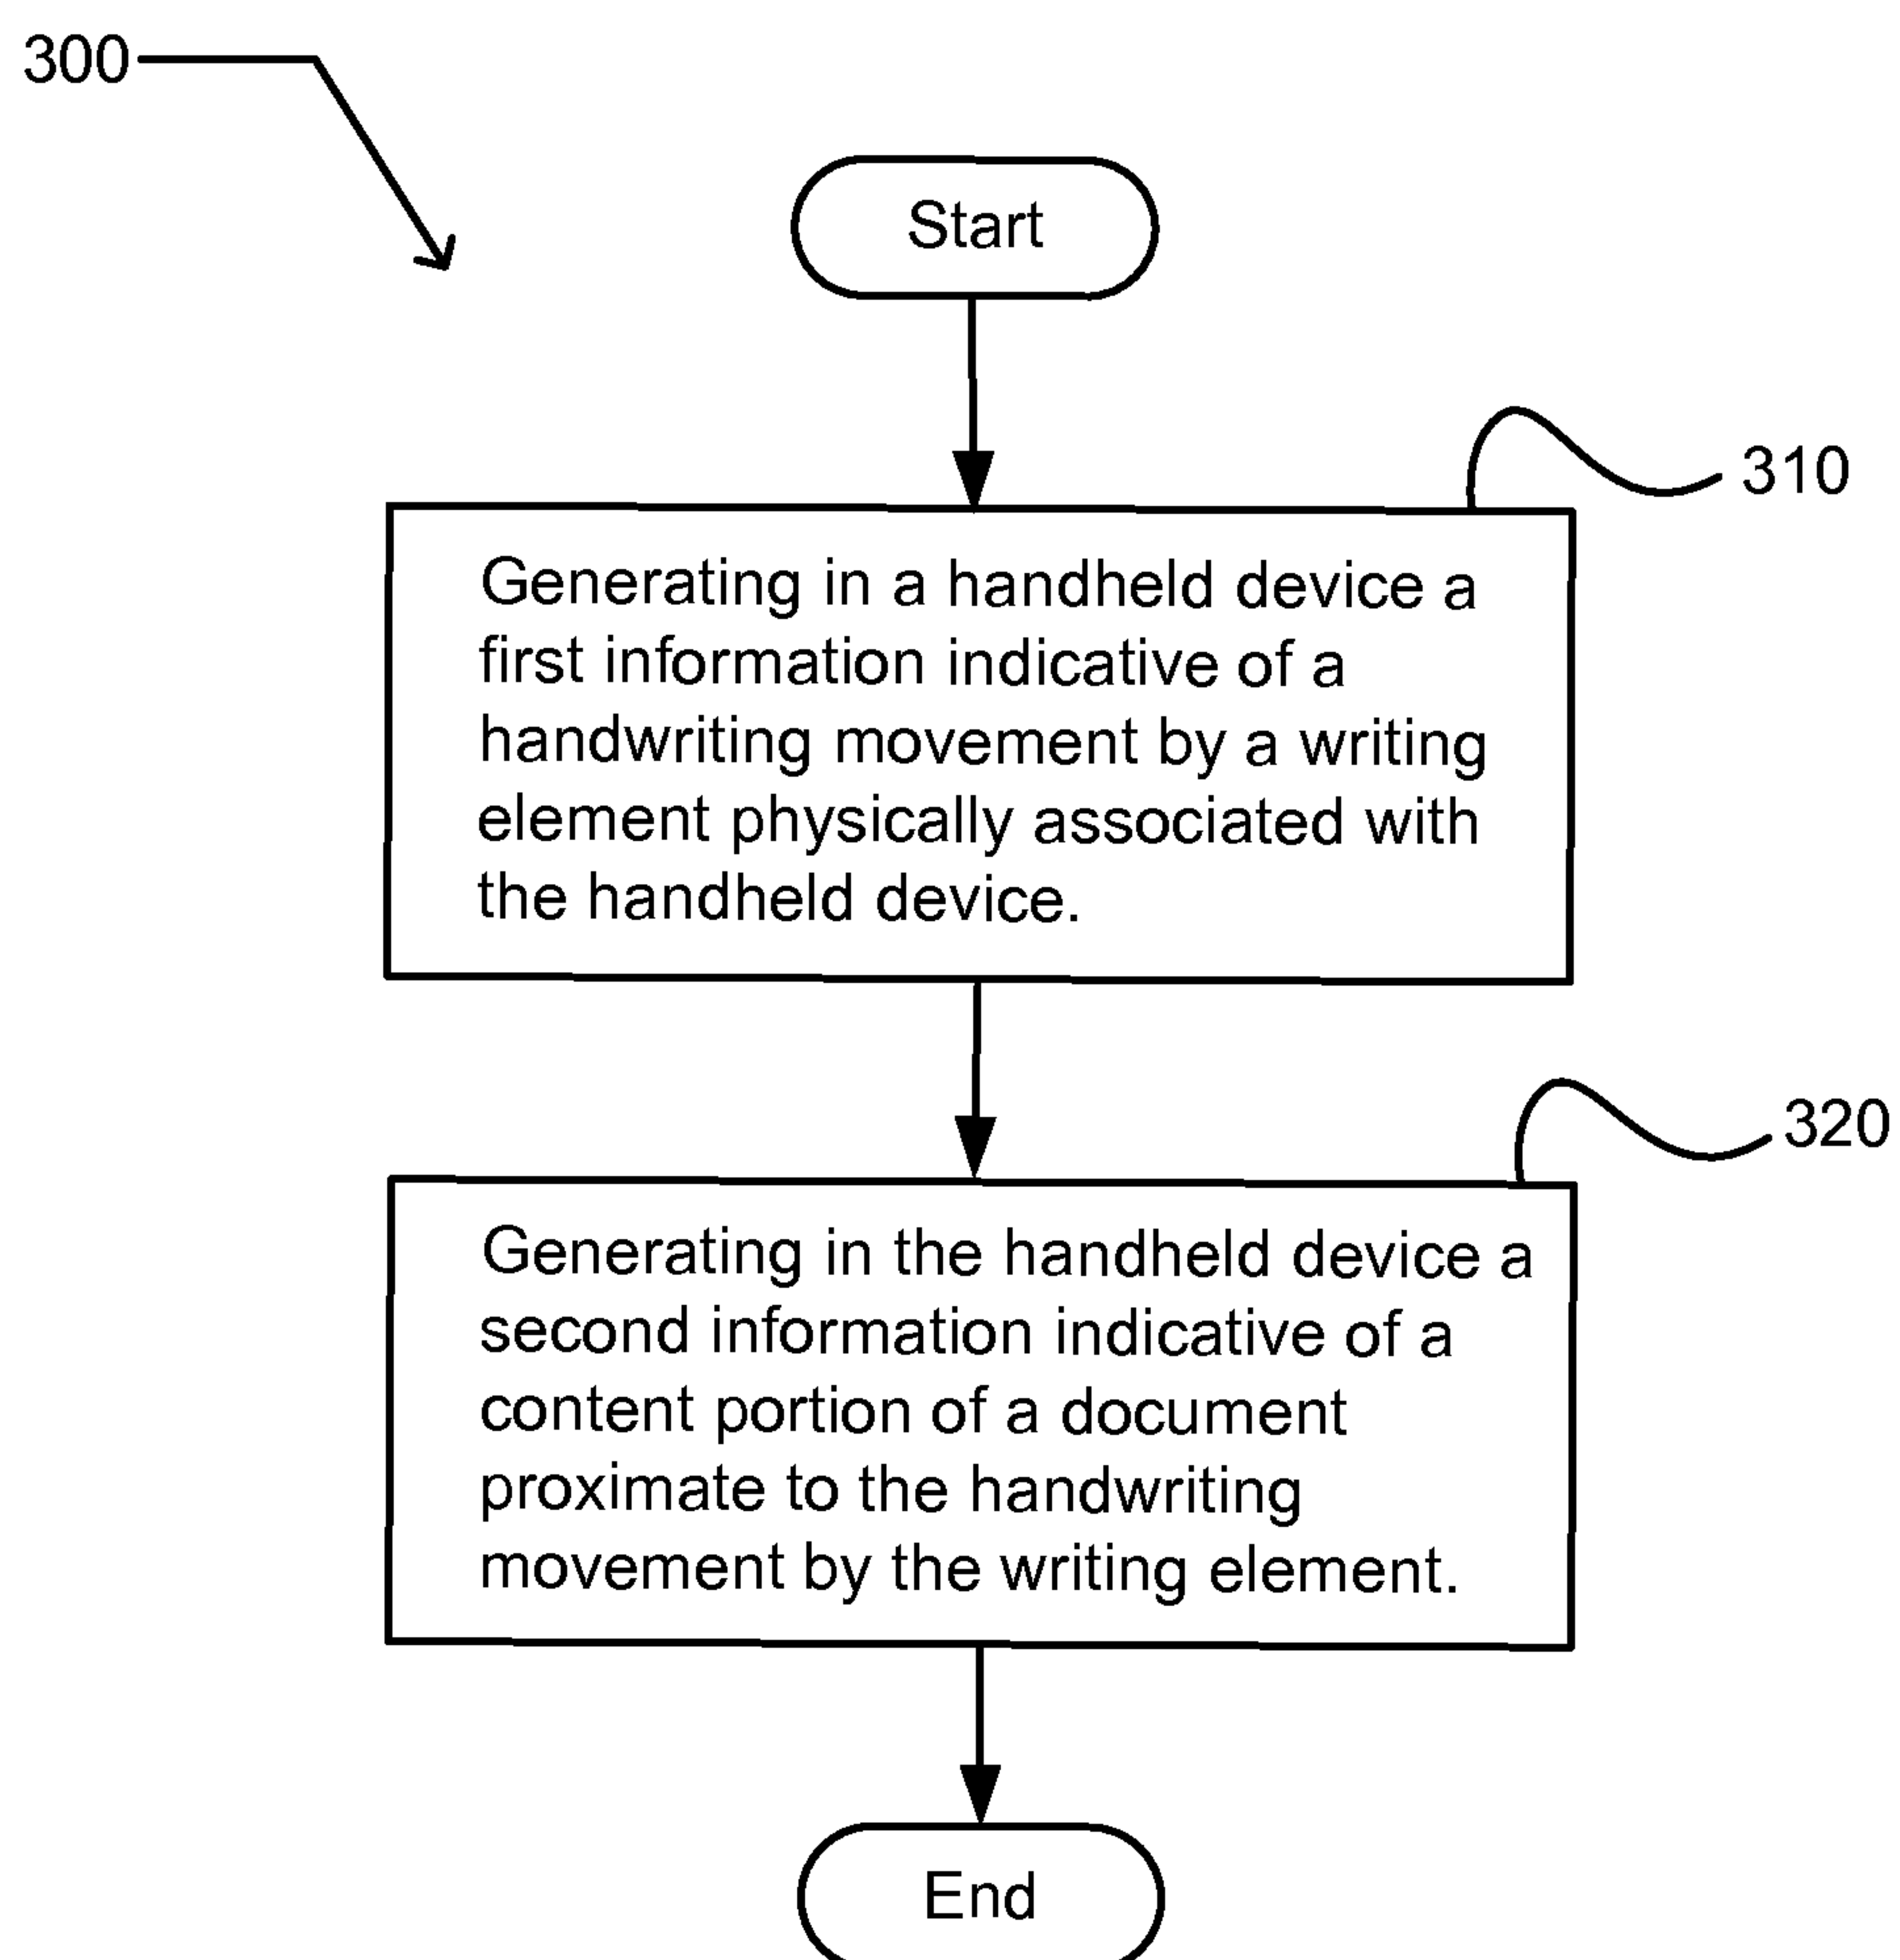 300
Start
310
Generating in a handheld device a
first information indicative of a
handwriting movement by a writing
element physically associated with
the handheld device.
320
Generating in the handheld device a
second information indicative of a
content portion of a document
proximate to the handwriting
movement by the writing element.
End